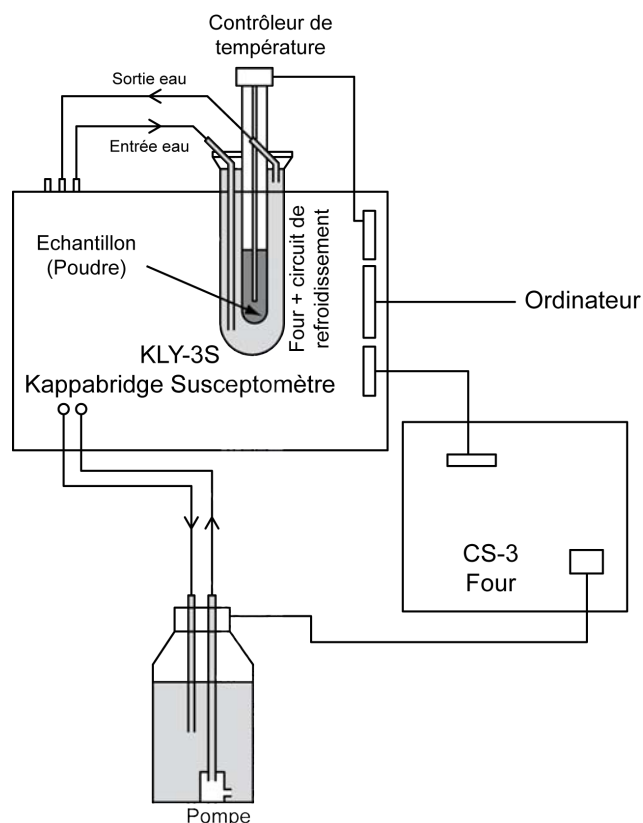 Contrôleur de
température
Sortie eau
Entrée eau
Echantillon
(Poudre)
Four + circuit de
refroidissement
Ordinateur
KLY-3S
Kappabridge Susceptomètre
CS-3
Four
Pompe